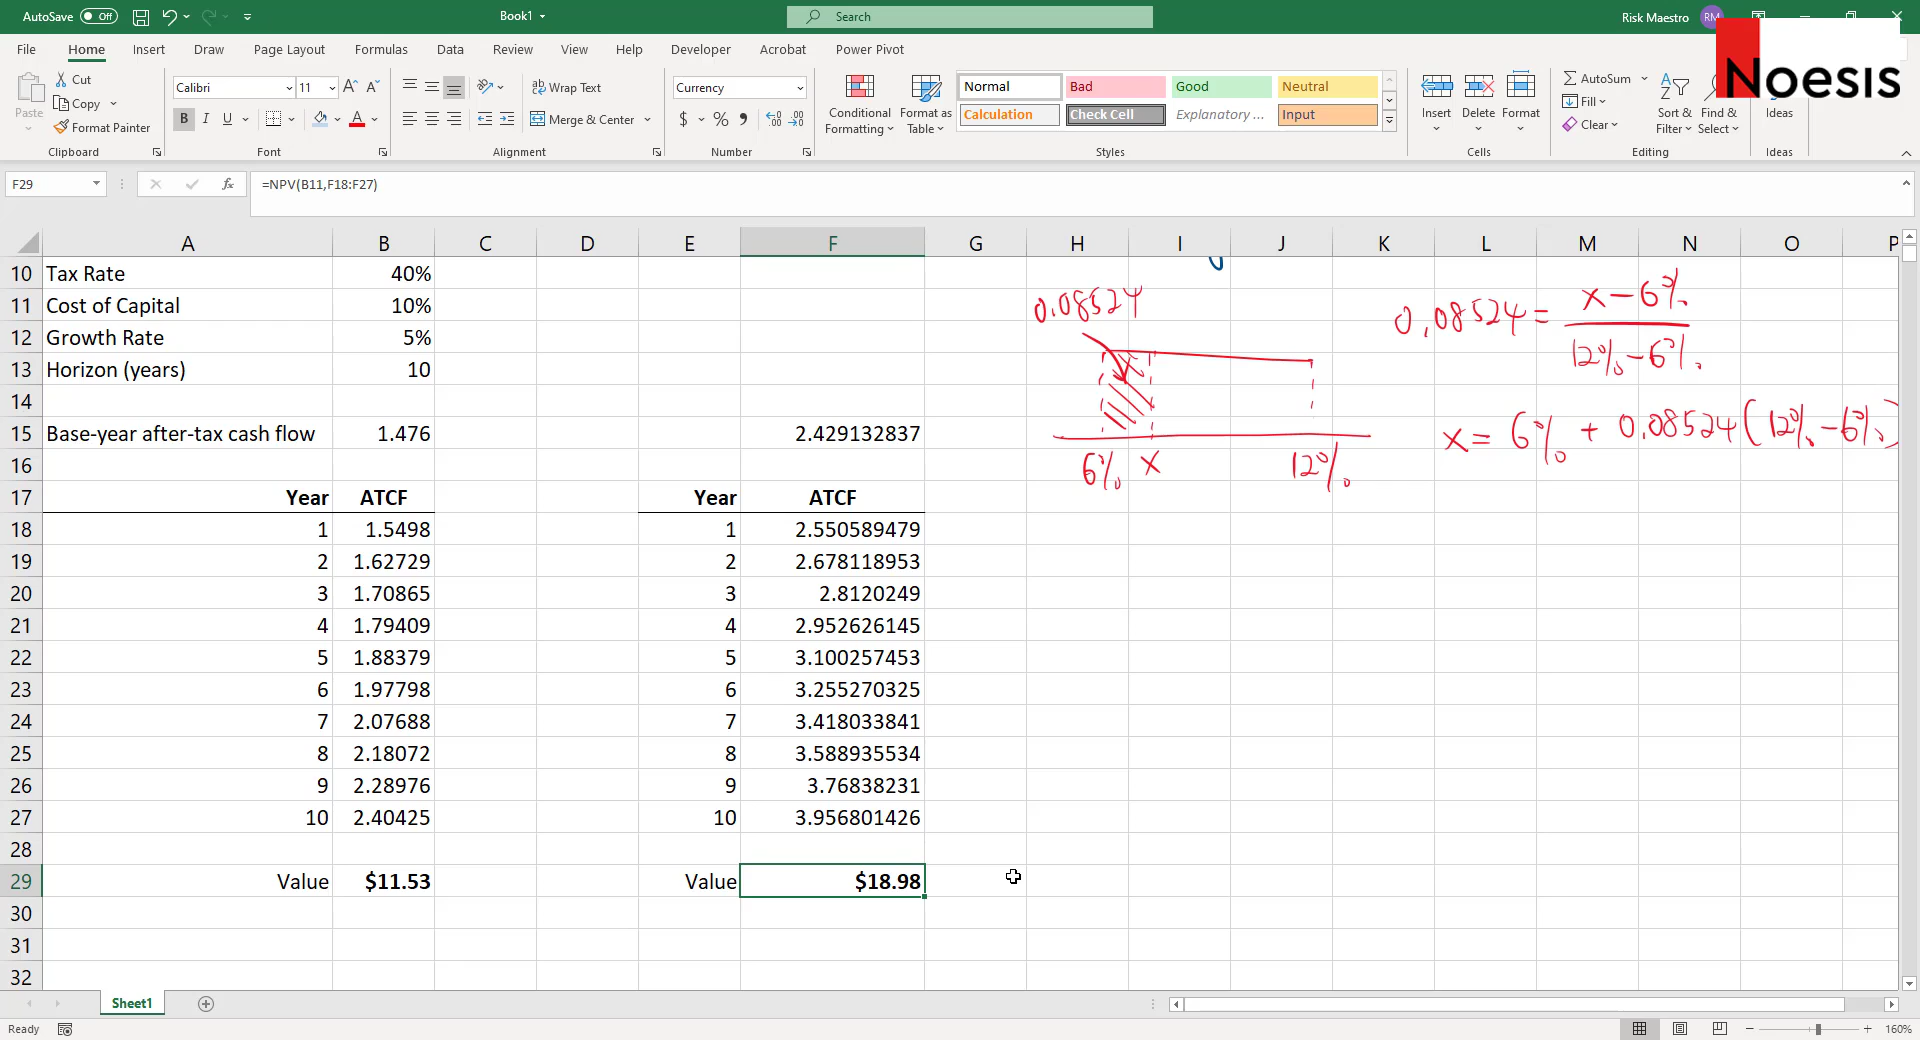 AutoSave Off Book1 Search Risk Maestro RM
Noesis
File Home Insert Draw Page Layout Formulas Data Review View Help Developer Acrobat Power Pivot
Paste Cut Copy Format Painter Clipboard
Calibri 11 B I U Font
Wrap Text Merge & Center Alignment
Currency $ % Number
Conditional Formatting Format as Table Normal Bad Good Neutral Calculation Check Cell Explanatory ... Input Styles
Insert Delete Format Cells
AutoSum Fill Clear Sort & Filter Find & Select Editing
Ideas Ideas
F29 fx =NPV(B11,F18:F27)
A B C D E F G H I J K L M N O P
10 Tax Rate 40%
11 Cost of Capital 10%
12 Growth Rate 5%
13 Horizon (years) 10
14
15 Base-year after-tax cash flow 1.476 2.429132837
16
17 Year ATCF Year ATCF
18 1 1.5498 1 2.550589479
19 2 1.62729 2 2.678118953
20 3 1.70865 3 2.8120249
21 4 1.79409 4 2.952626145
22 5 1.88379 5 3.100257453
23 6 1.97798 6 3.255270325
24 7 2.07688 7 3.418033841
25 8 2.18072 8 3.588935534
26 9 2.28976 9 3.76838231
27 10 2.40425 10 3.956801426
28
29 Value $11.53 Value $18.98
30
31
32
0.08524
6% x 12%
0.08524 = x - 6%
12% - 6%
x = 6% + 0.08524 (12% - 6%)
Sheet1
Ready 160%